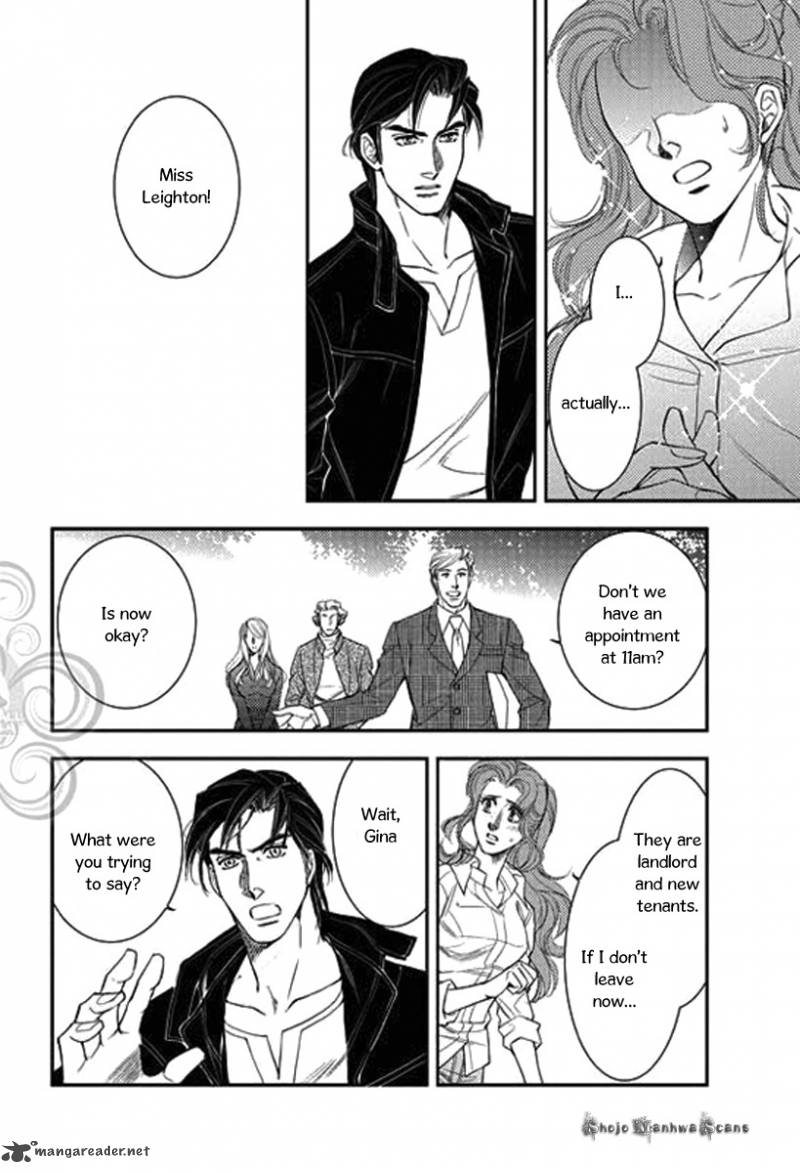 I...
actually...
Miss
Leighton!
Don't we
have an
appointment
at 11am?
Is now
okay?
They are
landlord
and new
tenants.
If I don't
leave
now...
Wait,
Gina
What were
you trying
to say?
Shojo Manhwa Scans
mangareader.net